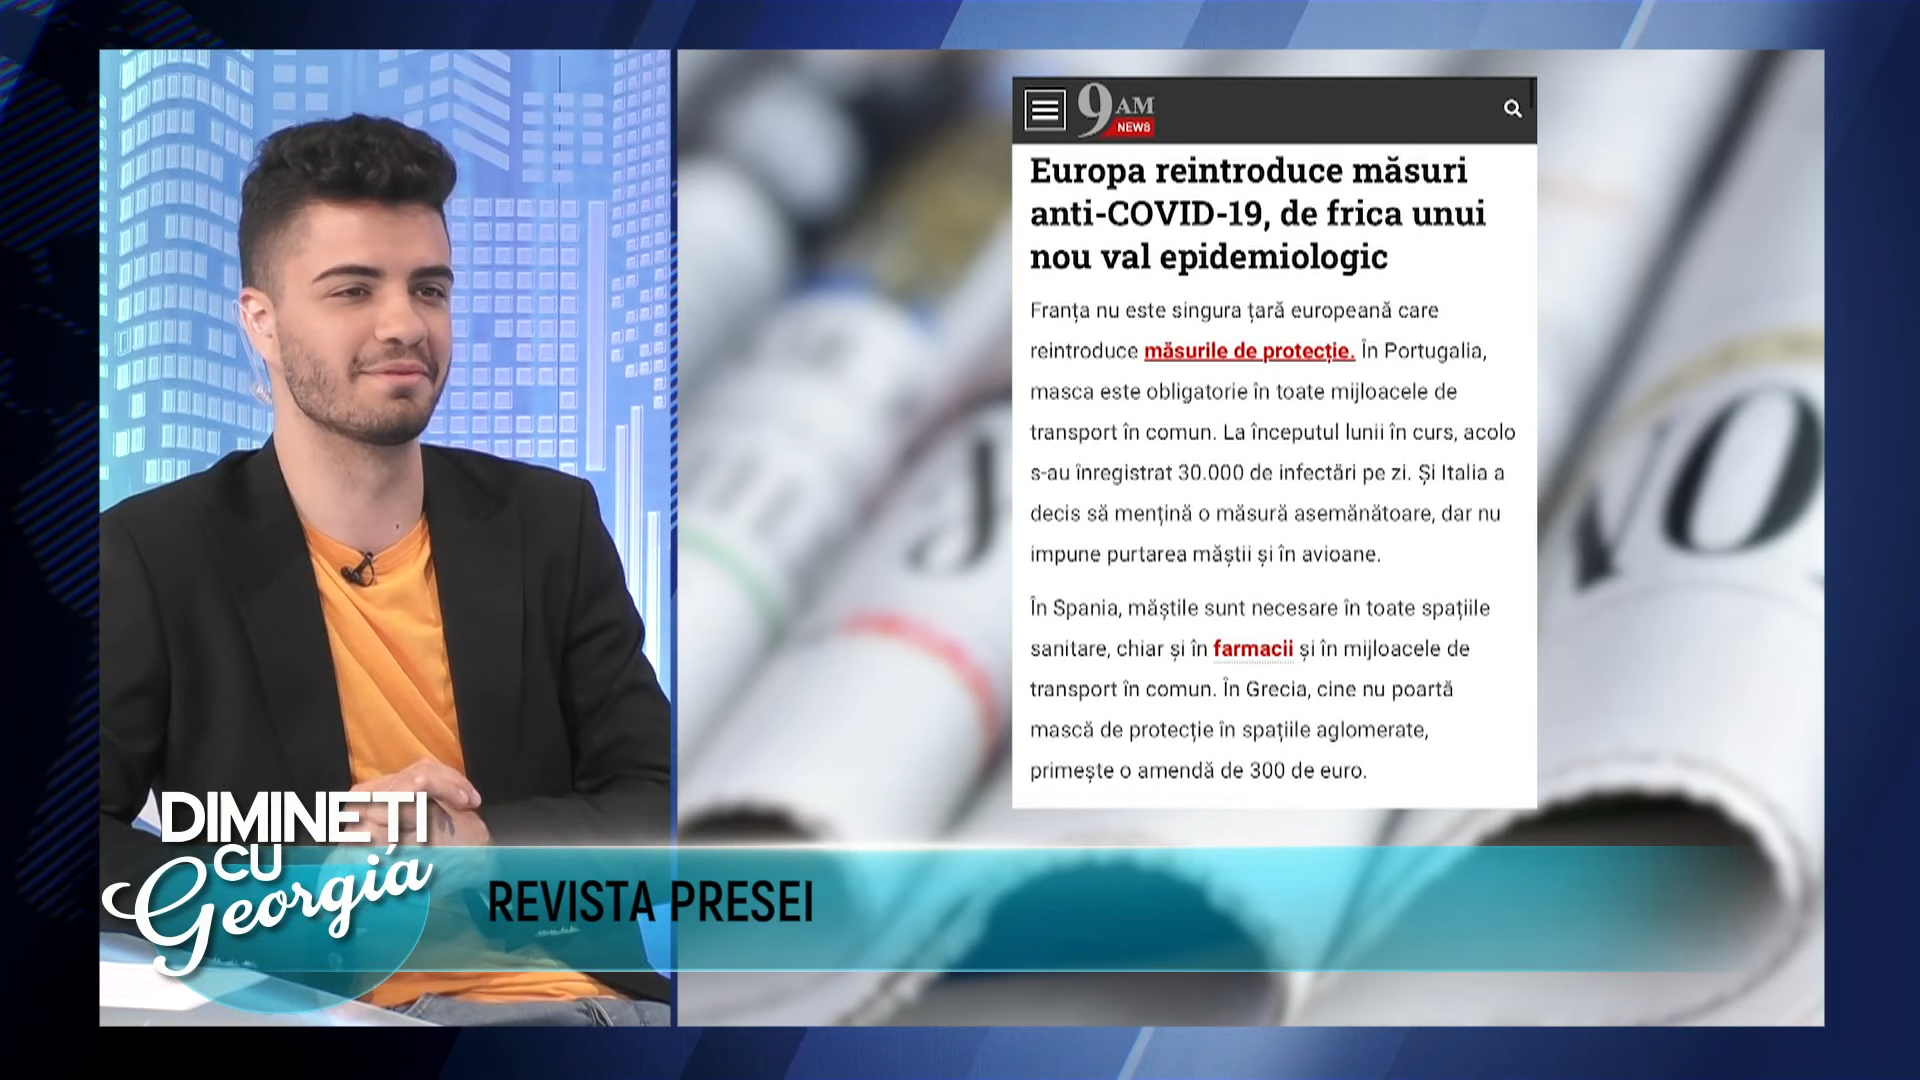 9AM
NEWS
Europa reintroduce măsuri
anti-COVID-19, de frica unui
nou val epidemiologic
Franța nu este singura țară europeană care
reintroduce măsurile de protecție. În Portugalia,
masca este obligatorie în toate mijloacele de
transport în comun. La începutul lunii în curs, acolo
s-au înregistrat 30.000 de infectări pe zi. Și Italia a
decis să mențină o măsură asemănătoare, dar nu
impune purtarea măștii și în avioane.
În Spania, măștile sunt necesare în toate spațiile
sanitare, chiar și în farmacii și în mijloacele de
transport în comun. În Grecia, cine nu poartă
mască de protecție în spațiile aglomerate,
primește o amendă de 300 de euro.
DIMINEȚI
CU
Georgia
REVISTA PRESEI